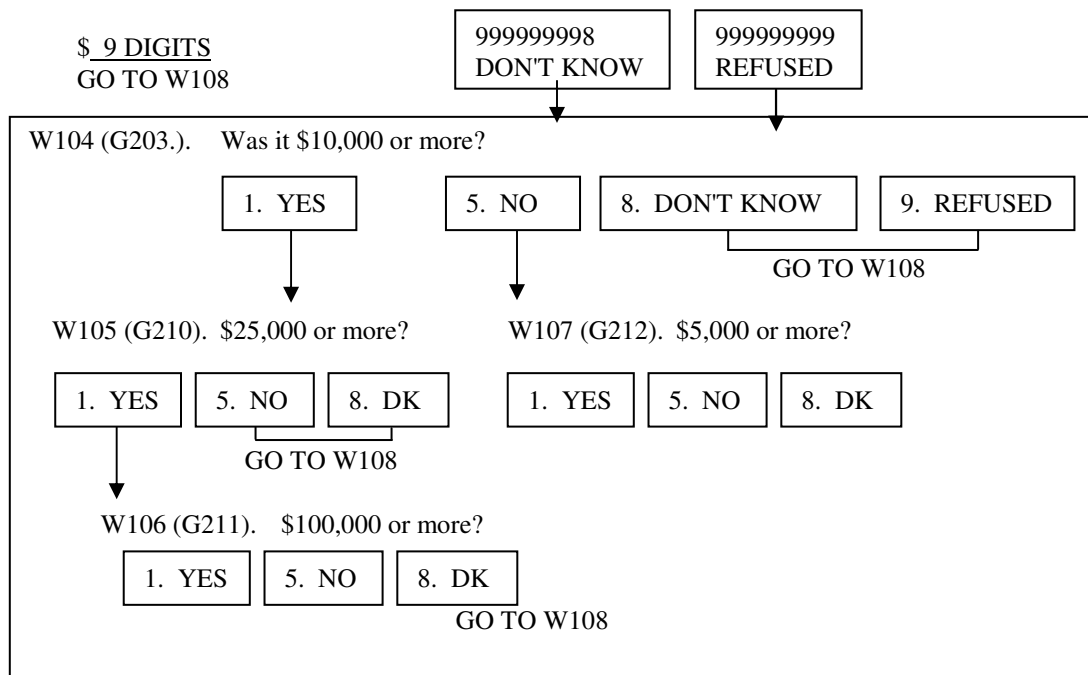 $ 9 DIGITS
GO TO W108
999999998
DON'T KNOW
999999999
REFUSED
W104 (G203.). Was it $10,000 or more?
1. YES
5. NO
8. DON'T KNOW
9. REFUSED
GO TO W108
W105 (G210). $25,000 or more?
W107 (G212). $5,000 or more?
1. YES
5. NO
8. DK
1. YES
5. NO
8. DK
GO TO W108
W106 (G211). $100,000 or more?
1. YES
5. NO
8. DK
GO TO W108